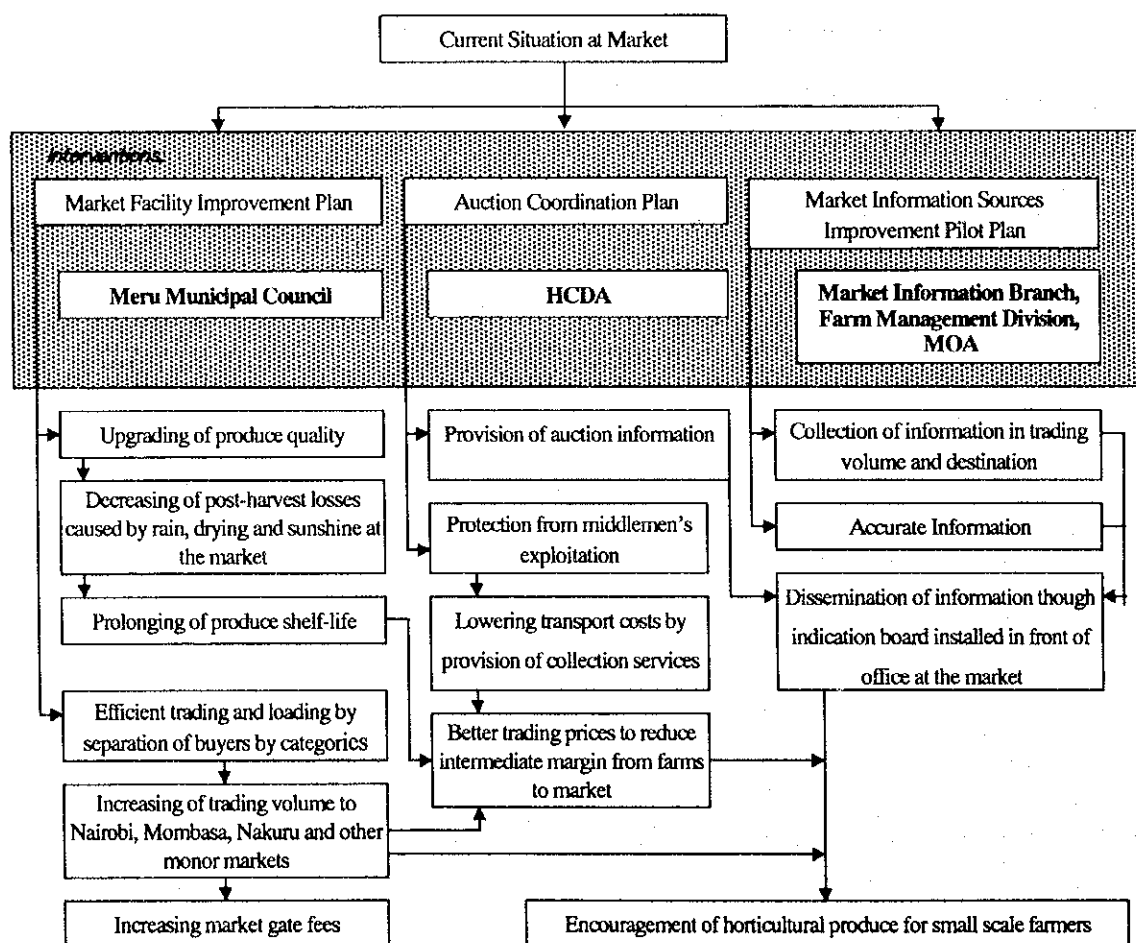 Current Situation at Market
Interventions
Market Facility Improvement Plan
Meru Municipal Council
Auction Coordination Plan
HCDA
Market Information Sources
Improvement Pilot Plan
Market Information Branch,
Farm Management Division,
MOA
Upgrading of produce quality
Decreasing of post-harvest losses
caused by rain, drying and sunshine at
the market
Prolonging of produce shelf-life
Efficient trading and loading by
separation of buyers by categories
Increasing of trading volume to
Nairobi, Mombasa, Nakuru and other
monor markets
Increasing market gate fees
Provision of auction information
Protection from middlemen's
exploitation
Lowering transport costs by
provision of collection services
Better trading prices to reduce
intermediate margin from farms
to market
Collection of information in trading
volume and destination
Accurate Information
Dissemination of information though
indication board installed in front of
office at the market
Encouragement of horticultural produce for small scale farmers